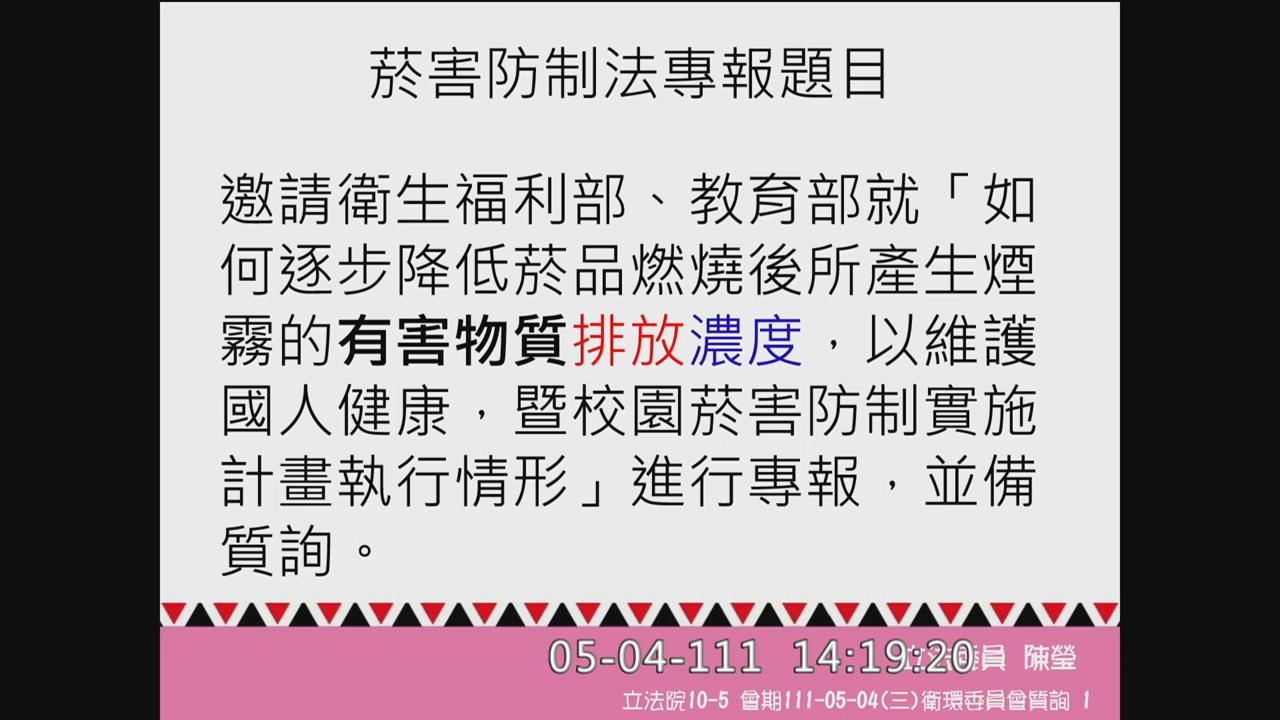 菸害防制法專報題目
邀請衛生福利部、教育部就「如
何逐步降低菸品燃燒後所產生煙
霧的有害物質排放濃度，以維護
國人健康，暨校園菸害防制實施
計畫執行情形」進行專報，並備
質詢。
05-04-111 14:19:20
立法委員 陳瑩
立法院10-5 會期111-05-04(三)衛環委員會質詢 1